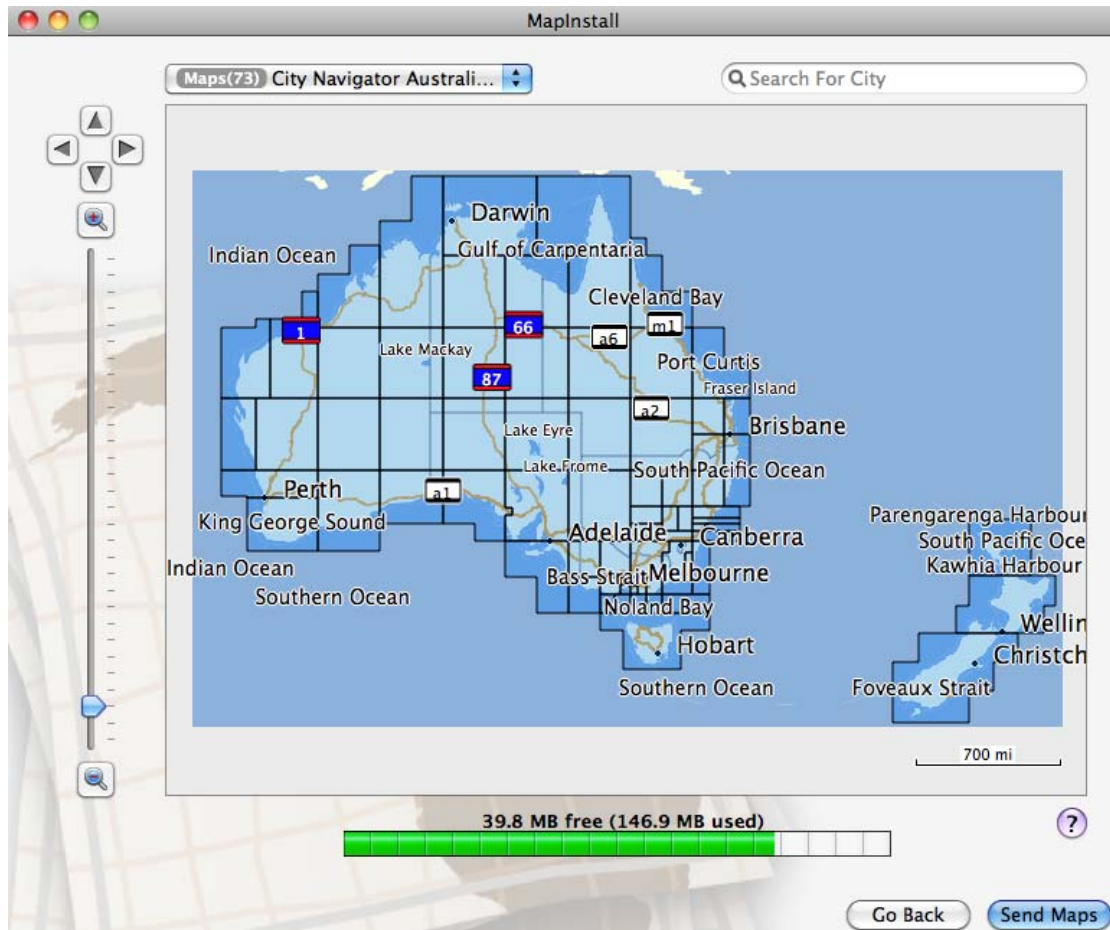 MapInstall
Maps(73) City Navigator Australi...
Search For City
Darwin
Indian Ocean
Gulf of Carpentaria
Cleveland Bay
1
66
a6
m1
Lake Mackay
Port Curtis
87
Fraser Island
a2
Lake Eyre
Brisbane
Lake Frome
South Pacific Ocean
Perth
a1
King George Sound
Adelaide
Canberra
Parengarenga Harbour
South Pacific Oce
Kawhia Harbour
Indian Ocean
Bass Strait
Melbourne
Southern Ocean
Noland Bay
Wellin
Hobart
Christch
Southern Ocean
Foveaux Strait
700 mi
39.8 MB free (146.9 MB used)
?
Go Back
Send Maps